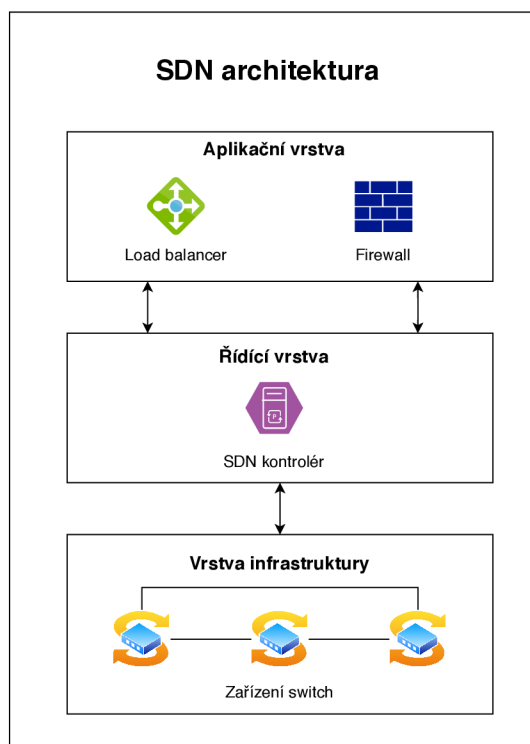 SDN architektura
Aplikační vrstva
Load balancer
Firewall
Řídící vrstva
P
SDN kontrolér
Vrstva infrastruktury
Zařízení switch